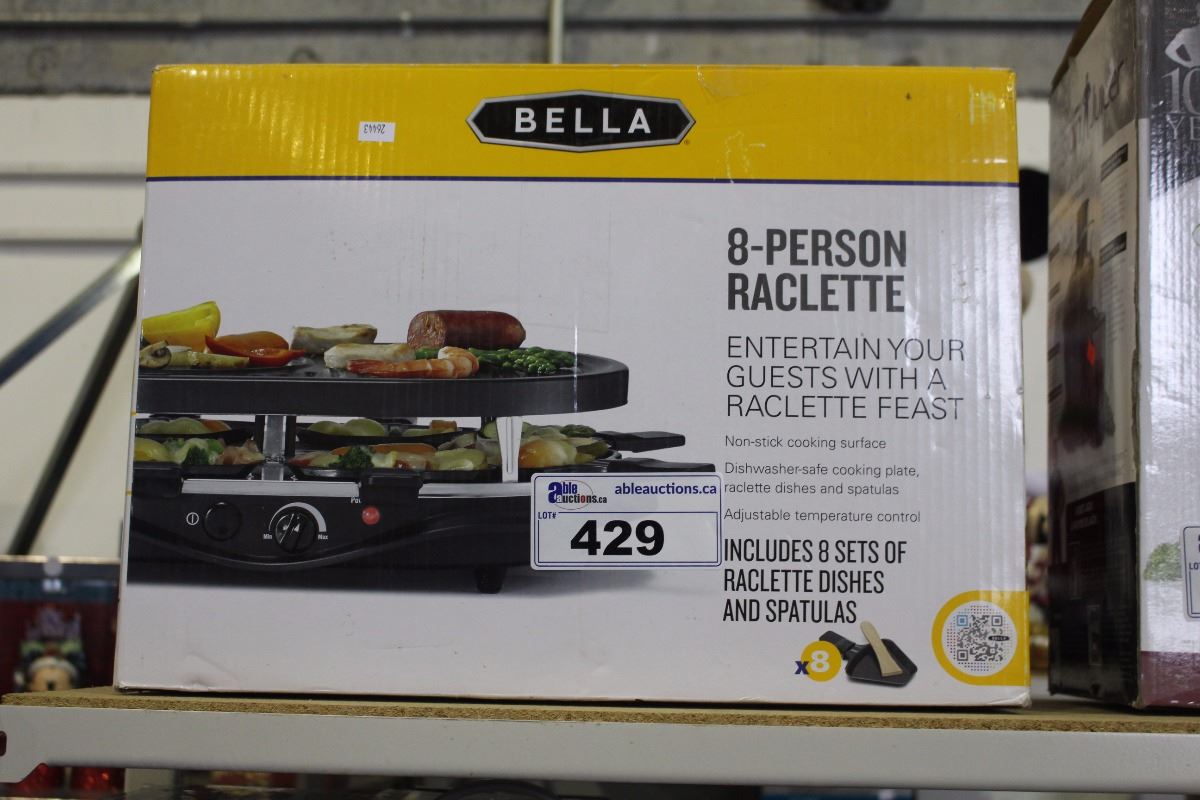 BELLA
26443
8-PERSON
RACLETTE
ENTERTAIN YOUR
GUESTS WITH A
RACLETTE FEAST
Non-stick cooking surface
Dishwasher-safe cooking plate,
raclette dishes and spatulas
Adjustable temperature control
INCLUDES 8 SETS OF
RACLETTE DISHES
AND SPATULAS
x8
Min
Max
able auctions.ca
ableauctions.ca
LOT#
429